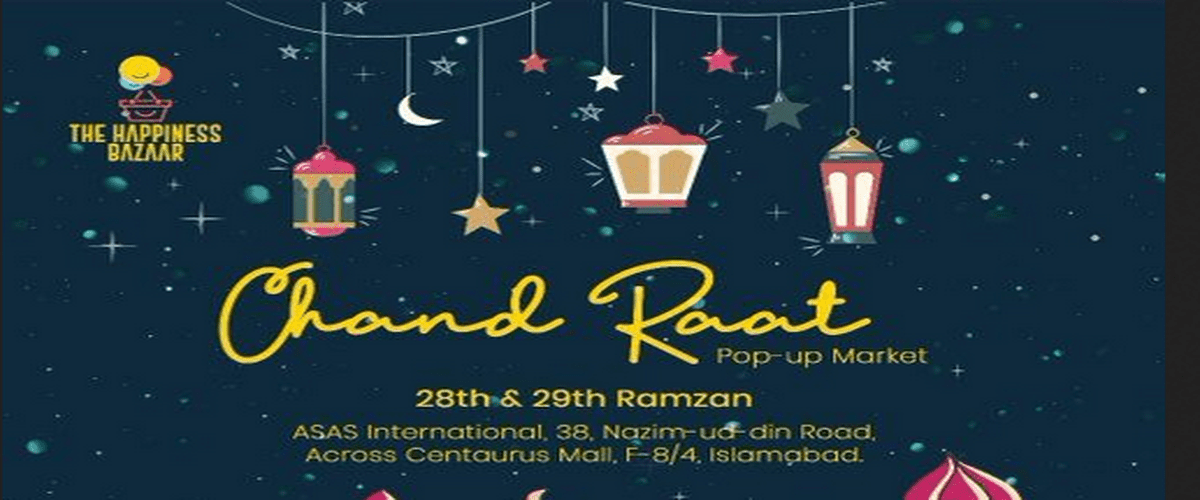 THE HAPPINESS
BAZAAR
Chand Raat
Pop-up Market
28th & 29th Ramzan
ASAS International, 38, Nazim-ud-din Road,
Across Centaurus Mall, F-8/4, Islamabad.